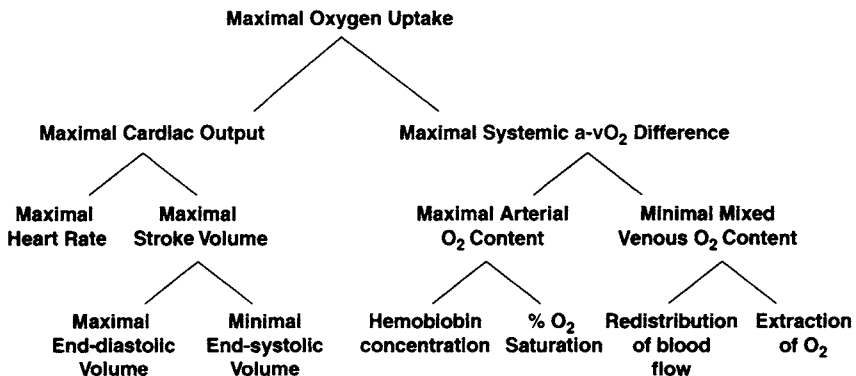 Maximal Oxygen Uptake
Maximal Cardiac Output
Maximal Systemic a-vO₂ Difference
Maximal
Heart Rate
Maximal
Stroke Volume
Maximal Arterial
O₂ Content
Minimal Mixed
Venous O₂ Content
Maximal
End-diastolic
Volume
Minimal
End-systolic
Volume
Hemoblobin
concentration
% O₂
Saturation
Redistribution
of blood
flow
Extraction
of O₂